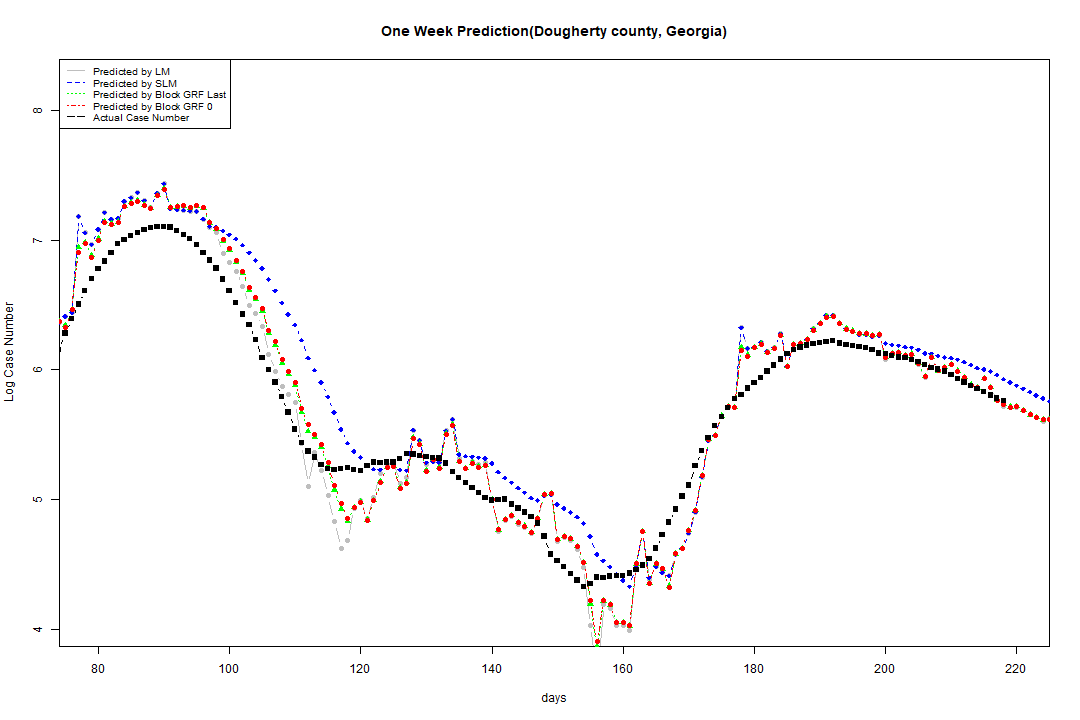 One Week Prediction(Dougherty county, Georgia)
Predicted by LM
Predicted by SLM
Predicted by Block GRF Last
Predicted by Block GRF 0
Actual Case Number
8
7
6
5
4
Log Case Number
80 100 120 140 160 180 200 220
days